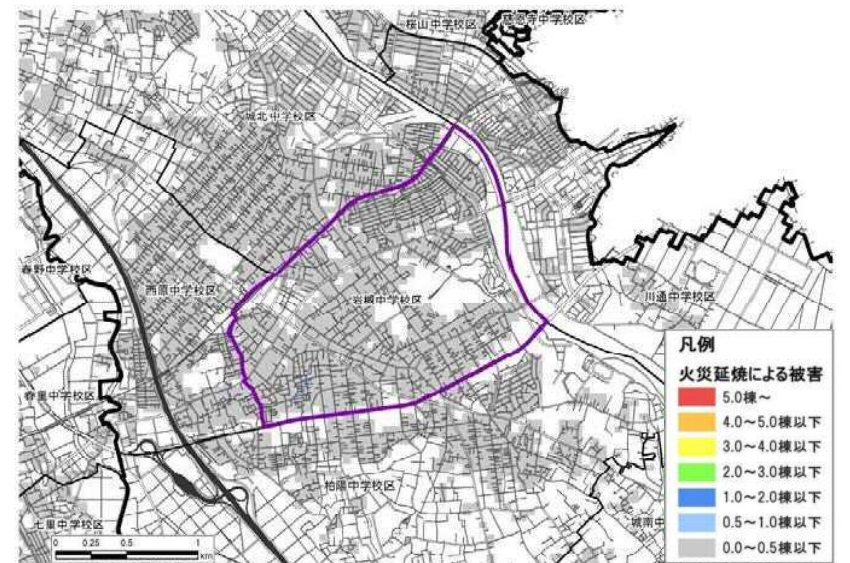 桜山中学校区
慈恩寺中学校区
城北中学校区
春野中学校区
西原中学校区
岩槻中学校区
川通中学校区
春里中学校区
柏陽中学校区
七里中学校区
城南中
凡例
火災延焼による被害
5.0棟～
4.0～5.0棟以下
3.0～4.0棟以下
2.0～3.0棟以下
1.0～2.0棟以下
0.5～1.0棟以下
0.0～0.5棟以下
0 0.25 0.5 1
km